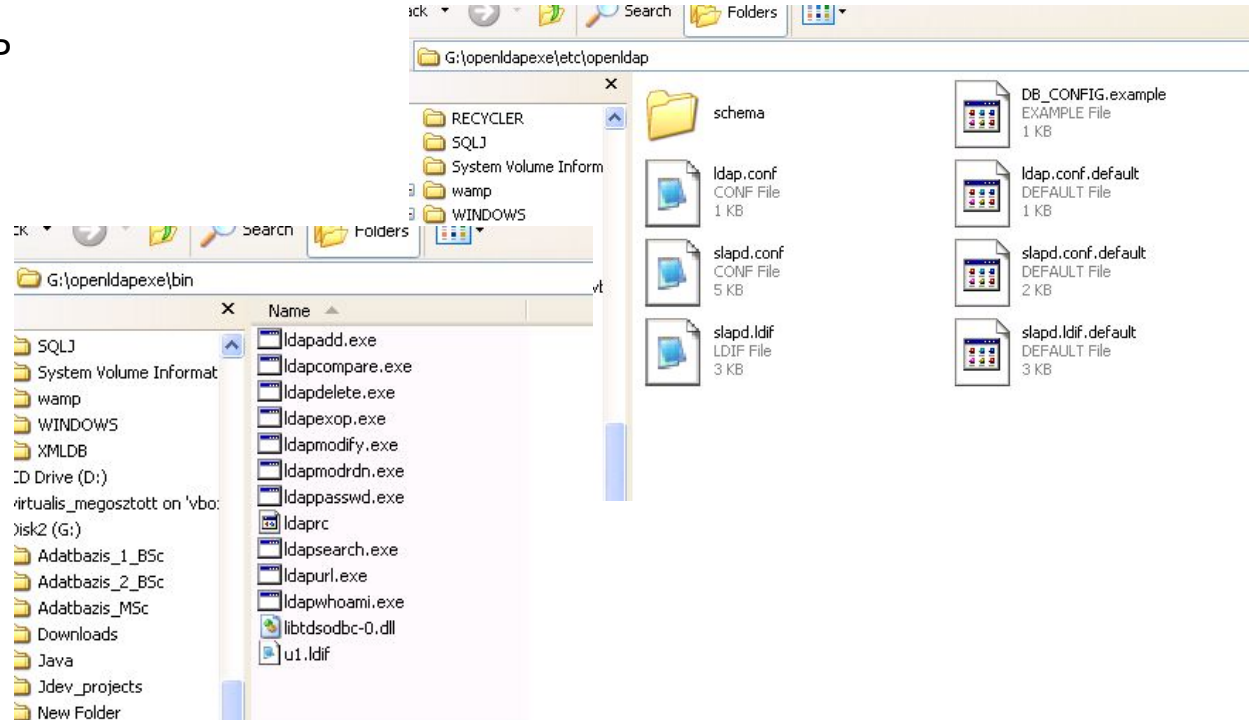 P
ack Search Folders
G:\openldapexe\etc\openldap
RECYCLER
SQLJ
System Volume Inform
wamp
WINDOWS
schema
DB_CONFIG.example
EXAMPLE File
1 KB
ldap.conf
CONF File
1 KB
ldap.conf.default
DEFAULT File
1 KB
slapd.conf
CONF File
5 KB
slapd.conf.default
DEFAULT File
2 KB
slapd.ldif
LDIF File
3 KB
slapd.ldif.default
DEFAULT File
3 KB
Search Folders
G:\openldapexe\bin
Name
SQLJ
System Volume Informat
wamp
WINDOWS
XMLDB
CD Drive (D:)
virtualis_megosztott on 'vbo:
Disk2 (G:)
Adatbazis_1_BSc
Adatbazis_2_BSc
Adatbazis_MSc
Downloads
Java
Jdev_projects
New Folder
ldapadd.exe
ldapcompare.exe
ldapdelete.exe
ldapexop.exe
ldapmodify.exe
ldapmodrdn.exe
ldappasswd.exe
ldaprc
ldapsearch.exe
ldapurl.exe
ldapwhoami.exe
libtdsodbc-0.dll
u1.ldif